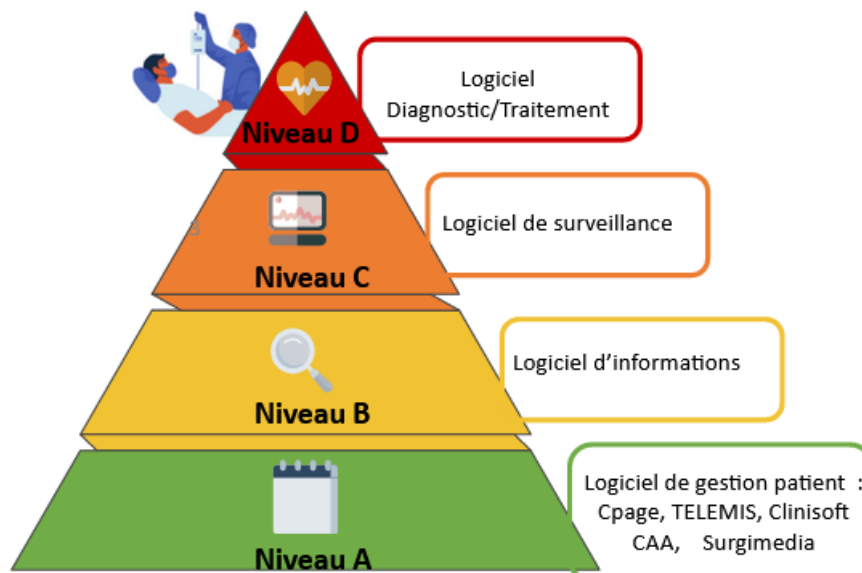 Logiciel
Diagnostic/Traitement
Niveau D
Logiciel de surveillance
3
Niveau C
Logiciel d'informations
Niveau B
Logiciel de gestion patient :
Cpage, TELEMIS, Clinisoft
CAA, Surgimedia
Niveau A